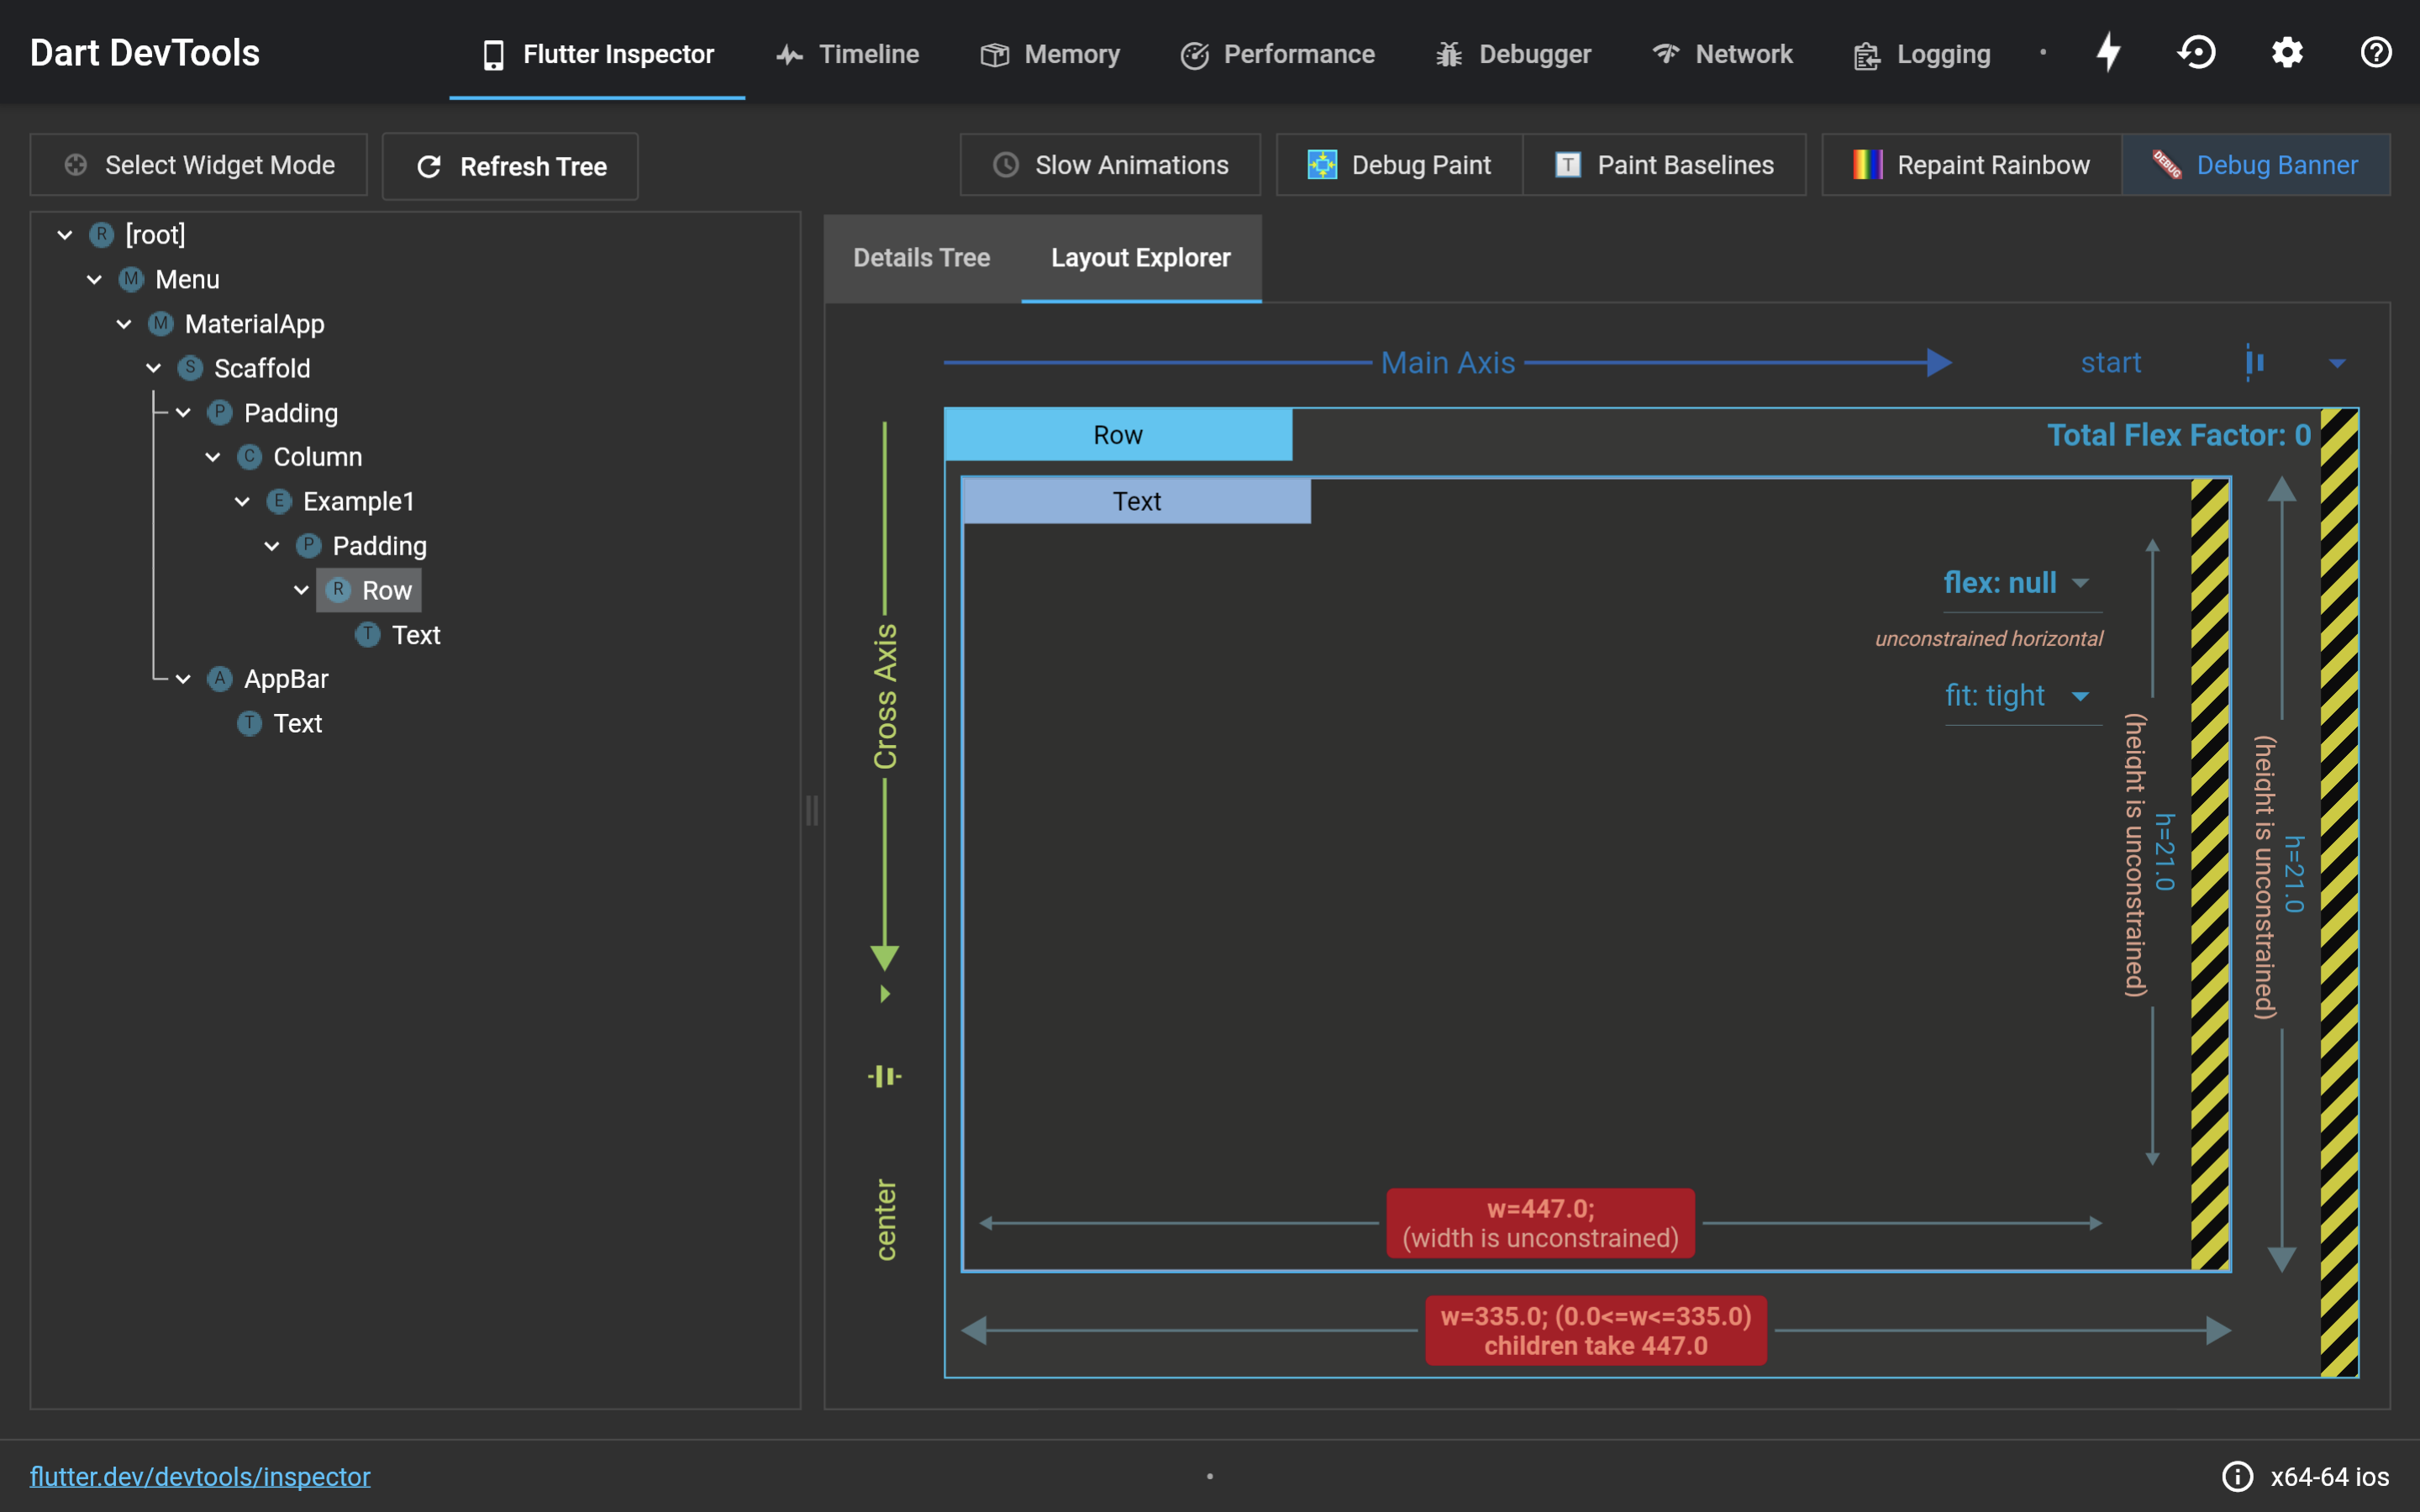 Dart DevTools
Flutter Inspector
Timeline
Memory
Performance
Debugger
Network
Logging
Select Widget Mode
Refresh Tree
Slow Animations
Debug Paint
T
Paint Baselines
Repaint Rainbow
DEBUG
Debug Banner
R [root]
M Menu
M MaterialApp
S Scaffold
P Padding
C Column
E Example1
P Padding
R Row
T Text
A AppBar
T Text
Details Tree
Layout Explorer
Main Axis
start
Cross Axis
center
Row
Total Flex Factor: 0
Text
flex: null
unconstrained horizontal
fit: tight
h=21.0
(height is unconstrained)
h=21.0
(height is unconstrained)
w=447.0;
(width is unconstrained)
w=335.0; (0.0<=w<=335.0)
children take 447.0
flutter.dev/devtools/inspector
x64-64 ios